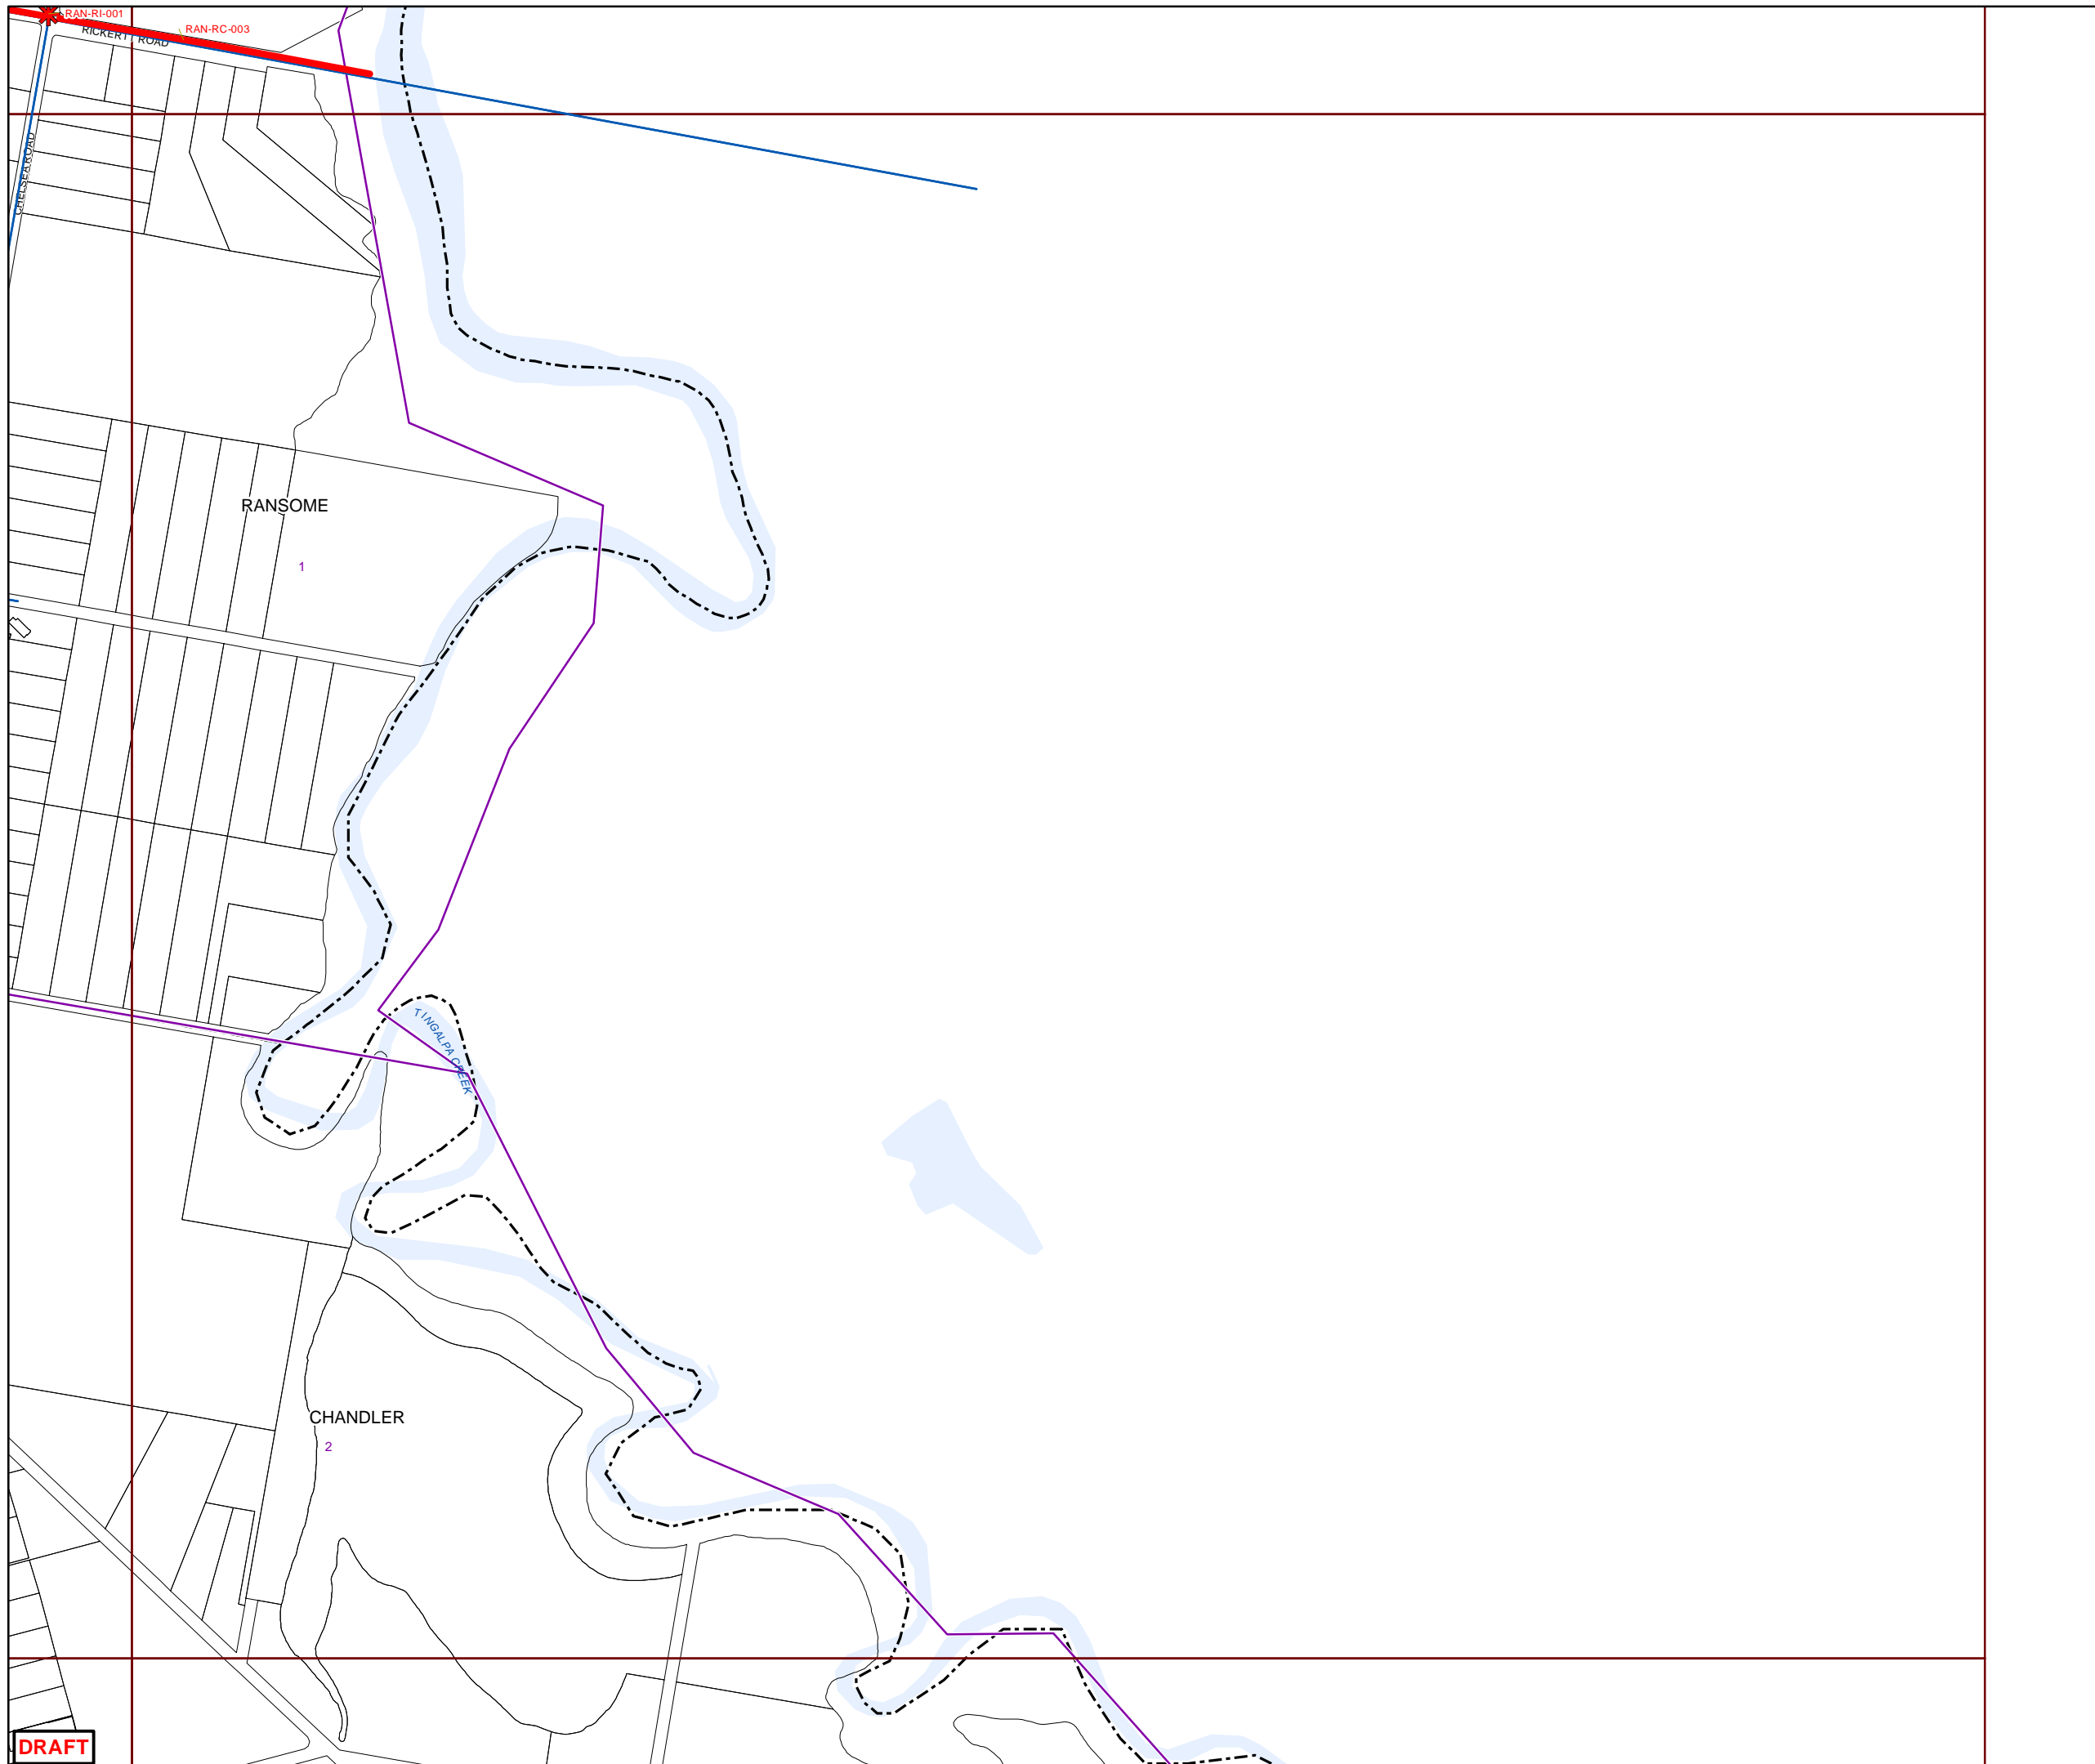 RAN-RI-001
RAN-RC-003
RICKERT ROAD
CHELSEA ROAD
RANSOME
1
TINGALPA CREEK
CHANDLER
2
DRAFT